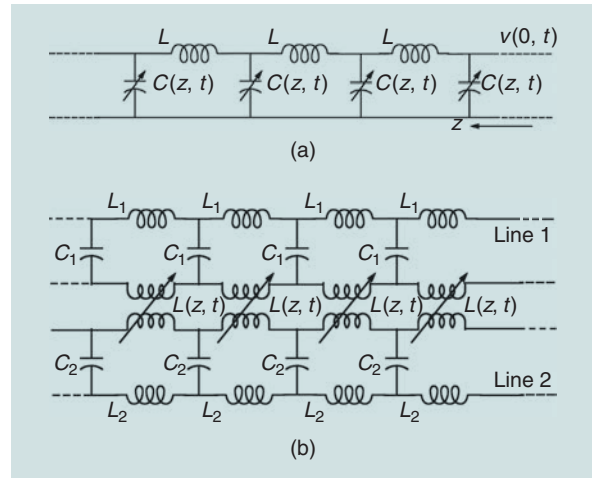 L L L v(0, t)
C(z, t) C(z, t) C(z, t) C(z, t)
z
(a)
L₁ L₁ L₁ L₁
Line 1
C₁ C₁ C₁ C₁
L(z, t) L(z, t) L(z, t) L(z, t)
C₂ C₂ C₂ C₂
Line 2
L₂ L₂ L₂ L₂
(b)